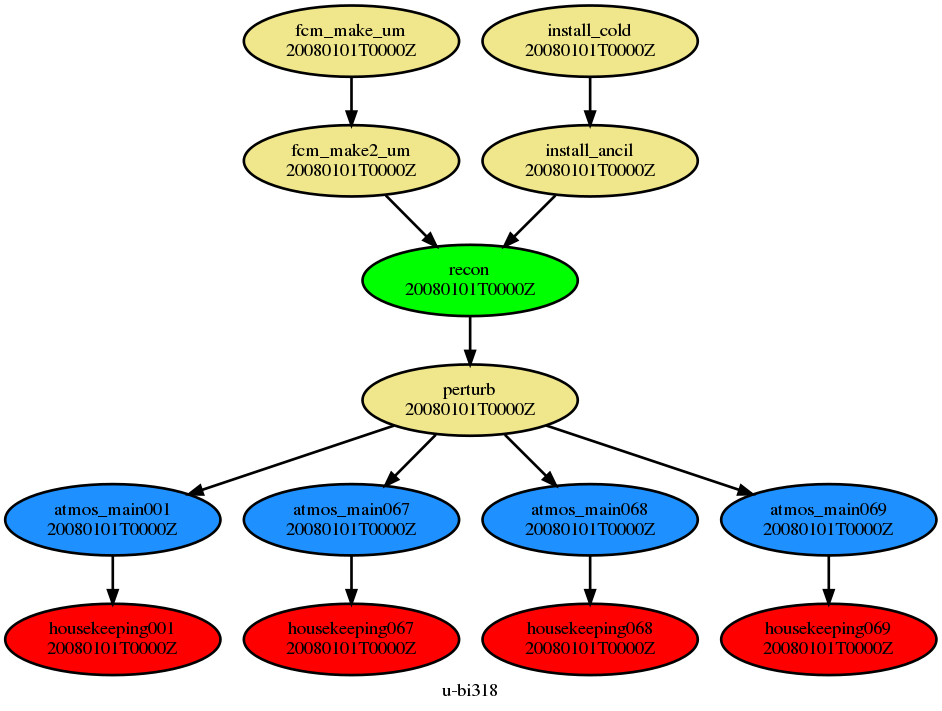 fcm_make_um
20080101T0000Z
install_cold
20080101T0000Z
fcm_make2_um
20080101T0000Z
install_ancil
20080101T0000Z
recon
20080101T0000Z
perturb
20080101T0000Z
atmos_main001
20080101T0000Z
atmos_main067
20080101T0000Z
atmos_main068
20080101T0000Z
atmos_main069
20080101T0000Z
housekeeping001
20080101T0000Z
housekeeping067
20080101T0000Z
housekeeping068
20080101T0000Z
housekeeping069
20080101T0000Z
u-bi318